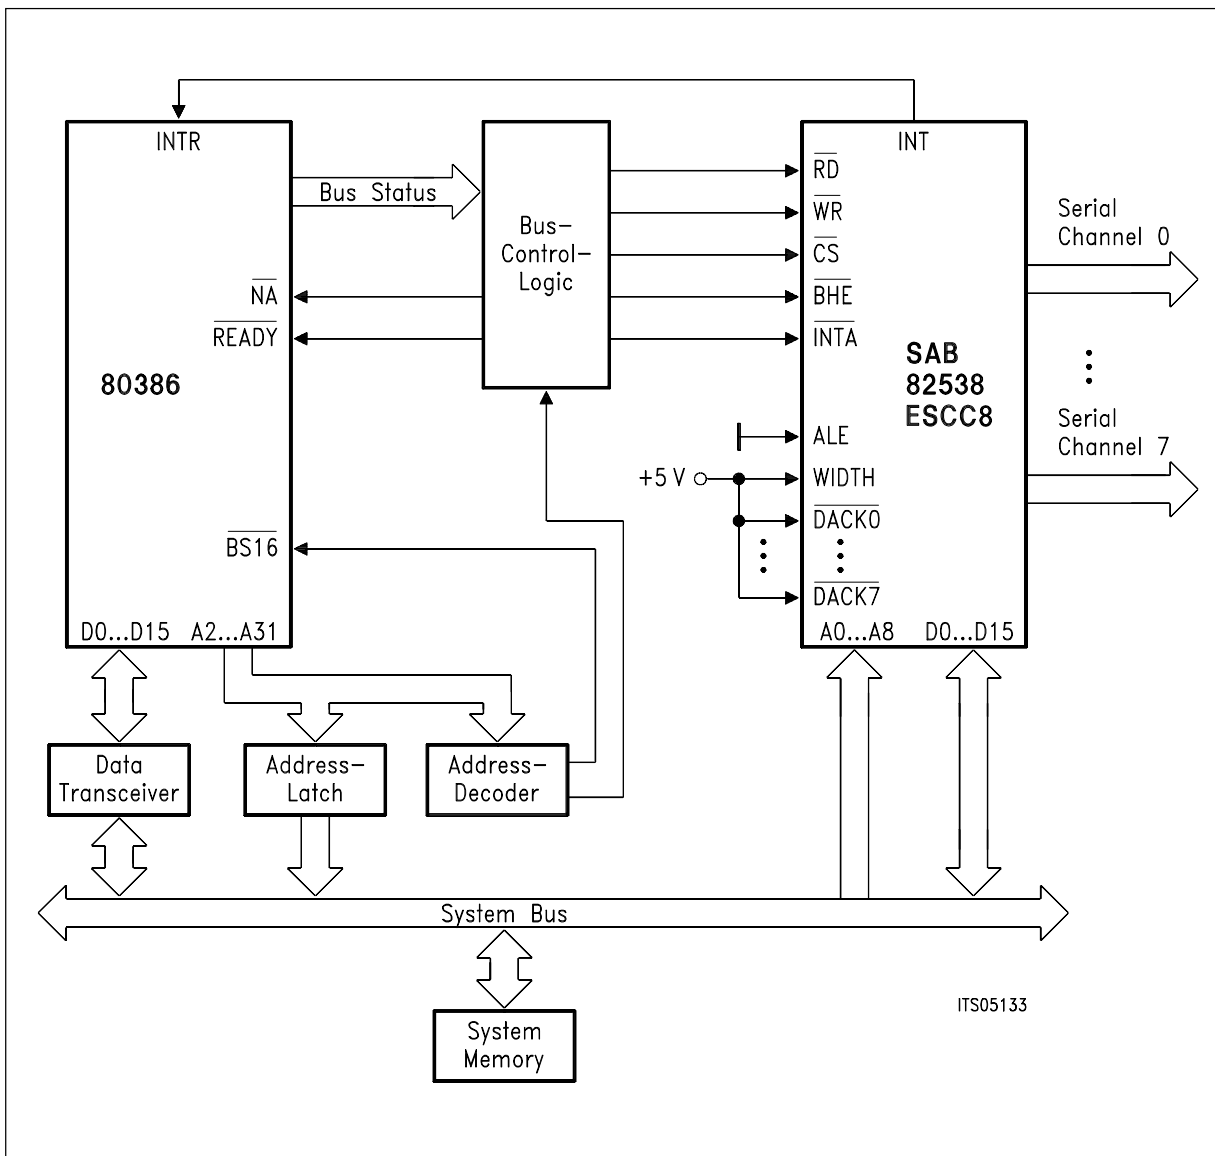 INTR
INT
Bus Status
Bus-
Control-
Logic
RD
WR
CS
BHE
INTA
NA
READY
80386
SAB
82538
ESCC8
Serial
Channel 0
Serial
Channel 7
ALE
+5 V
WIDTH
DACK0
DACK7
BS16
D0...D15
A2...A31
A0...A8
D0...D15
Data
Transceiver
Address-
Latch
Address-
Decoder
System Bus
System
Memory
ITS05133